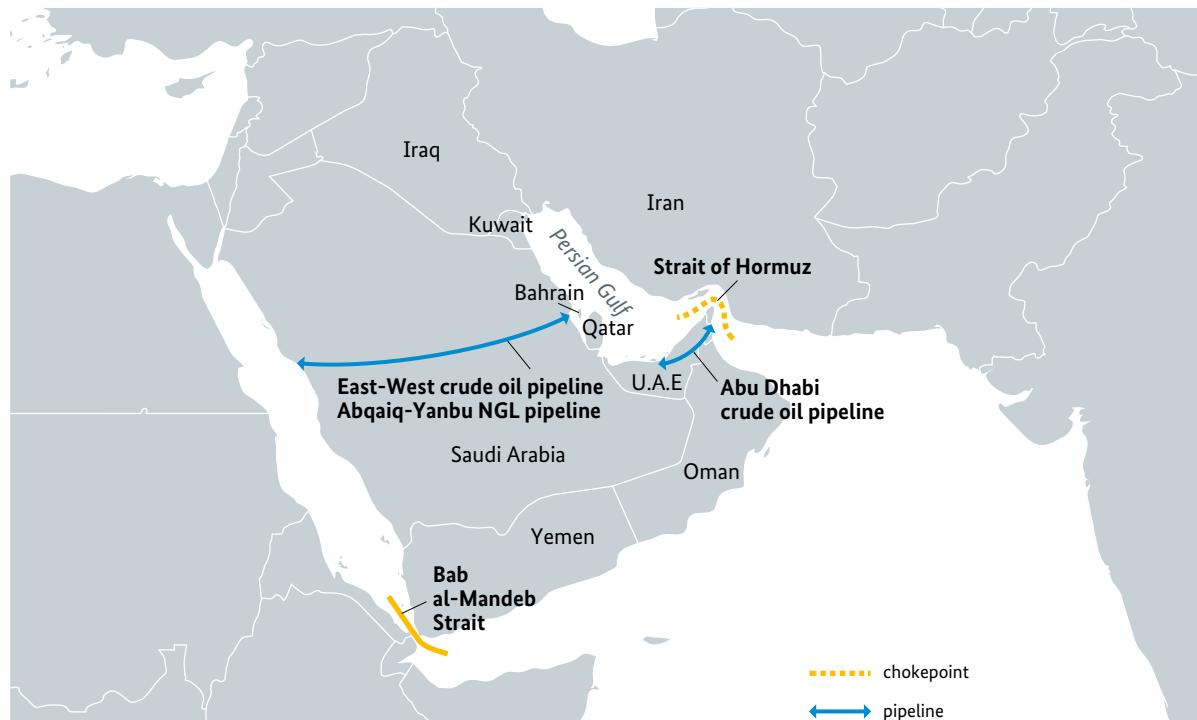 Iraq
Iran
Kuwait
Persian Gulf
Strait of Hormuz
Bahrain
Qatar
U.A.E
East-West crude oil pipeline
Abqaiq-Yanbu NGL pipeline
Abu Dhabi
crude oil pipeline
Saudi Arabia
Oman
Yemen
Bab
al-Mandeb
Strait
chokepoint
pipeline